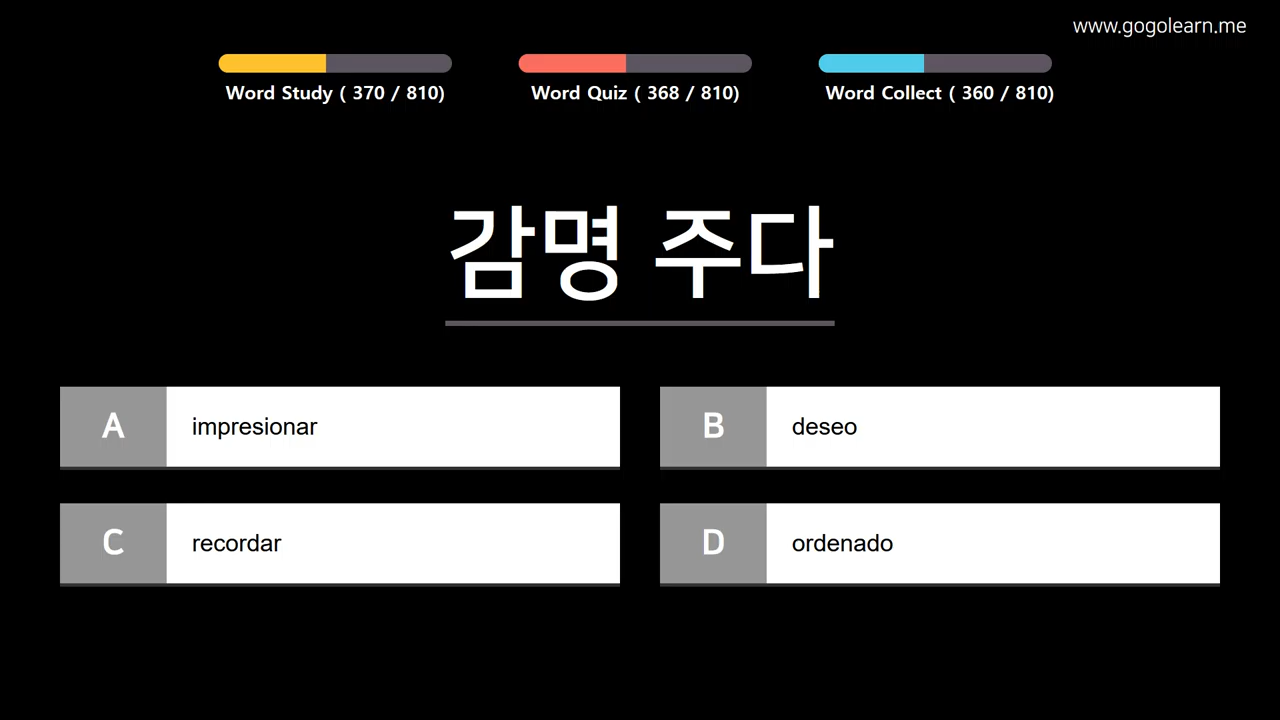 www.gogolearn.me
Word Study ( 370 / 810)
Word Quiz ( 368 / 810)
Word Collect ( 360 / 810)
감명 주다
A impresionar
B deseo
C recordar
D ordenado